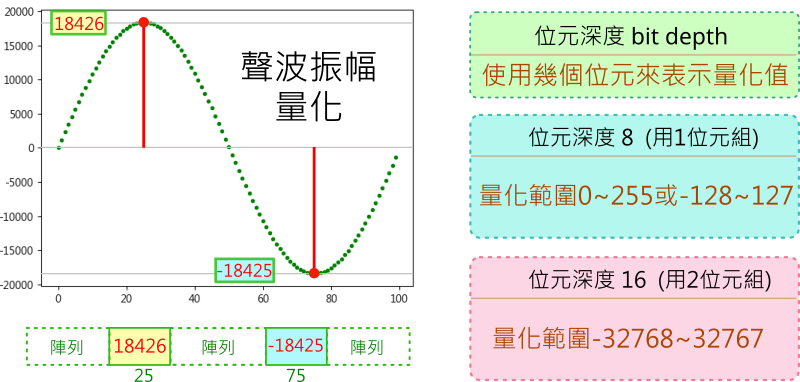 20000
18426
15000
10000
5000
0
-5000
-10000
-15000
-20000
聲波振幅
量化
-18425
0
20
40
60
80
100
陣列
18426
陣列
-18425
陣列
25
75
位元深度 bit depth
使用幾個位元來表示量化值
位元深度 8 (用1位元組)
量化範圍0~255或-128~127
位元深度 16 (用2位元組)
量化範圍-32768~32767